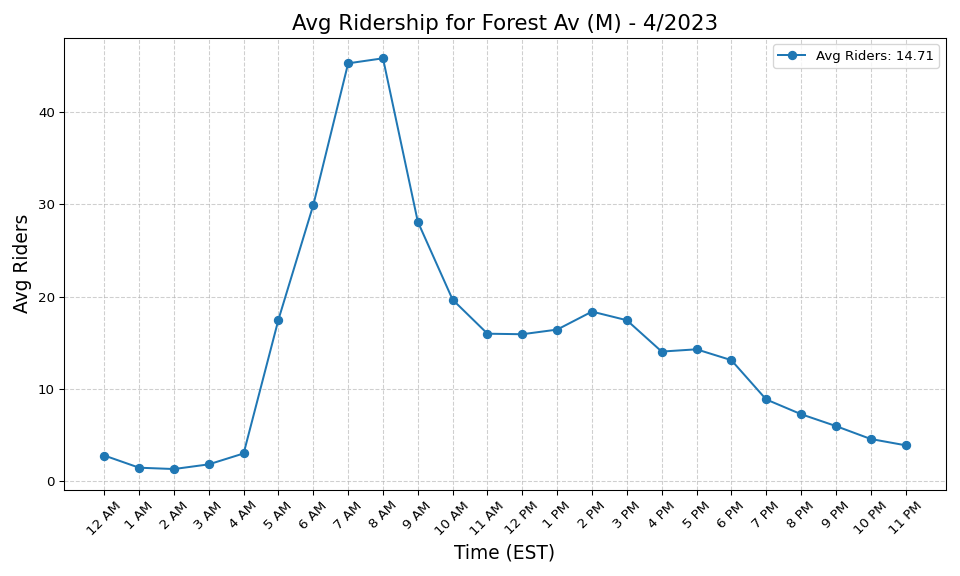 Avg Ridership for Forest Av (M) - 4/2023
Avg Riders: 14.71
Avg Riders
40
30
20
10
0
12 AM
1 AM
2 AM
3 AM
4 AM
5 AM
6 AM
7 AM
8 AM
9 AM
10 AM
11 AM
12 PM
1 PM
2 PM
3 PM
4 PM
5 PM
6 PM
7 PM
8 PM
9 PM
10 PM
11 PM
Time (EST)